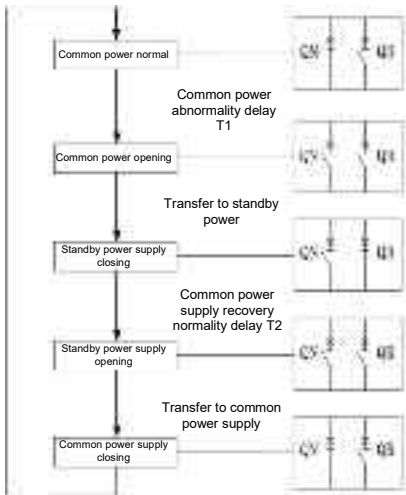 Common power normal
Common power
abnormality delay
T1
Common power opening
Transfer to standby
power
Standby power supply
closing
Common power
supply recovery
normality delay T2
Standby power supply
opening
Transfer to common
power supply
Common power supply
closing